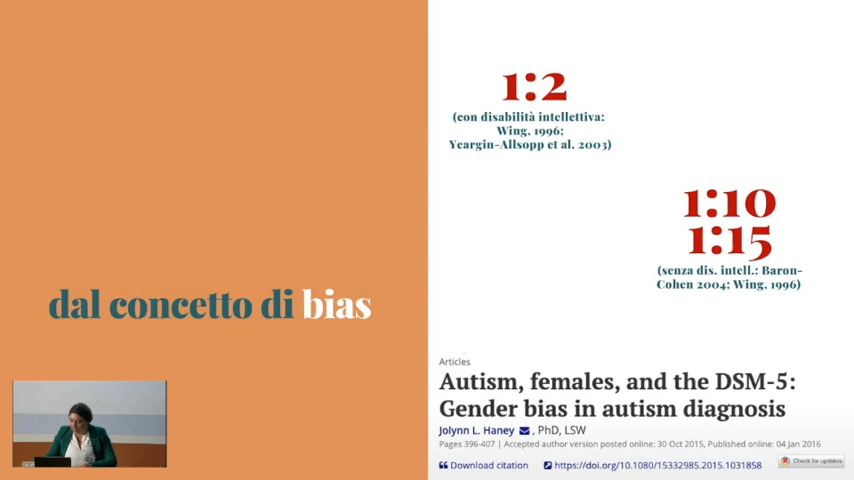 1:2
(con disabilità intellettiva:
Wing, 1996;
Yeargin-Allsopp et al. 2003)
1:10
1:15
(senza dis. intell.: Baron-
Cohen 2004; Wing, 1996)
dal concetto di bias
Articles
Autism, females, and the DSM-5:
Gender bias in autism diagnosis
Jolynn L. Haney , PhD, LSW
Pages 396-407 | Accepted author version posted online: 30 Oct 2015, Published online: 04 Jan 2016
Download citation https://doi.org/10.1080/15332985.2015.1031858 Check for updates